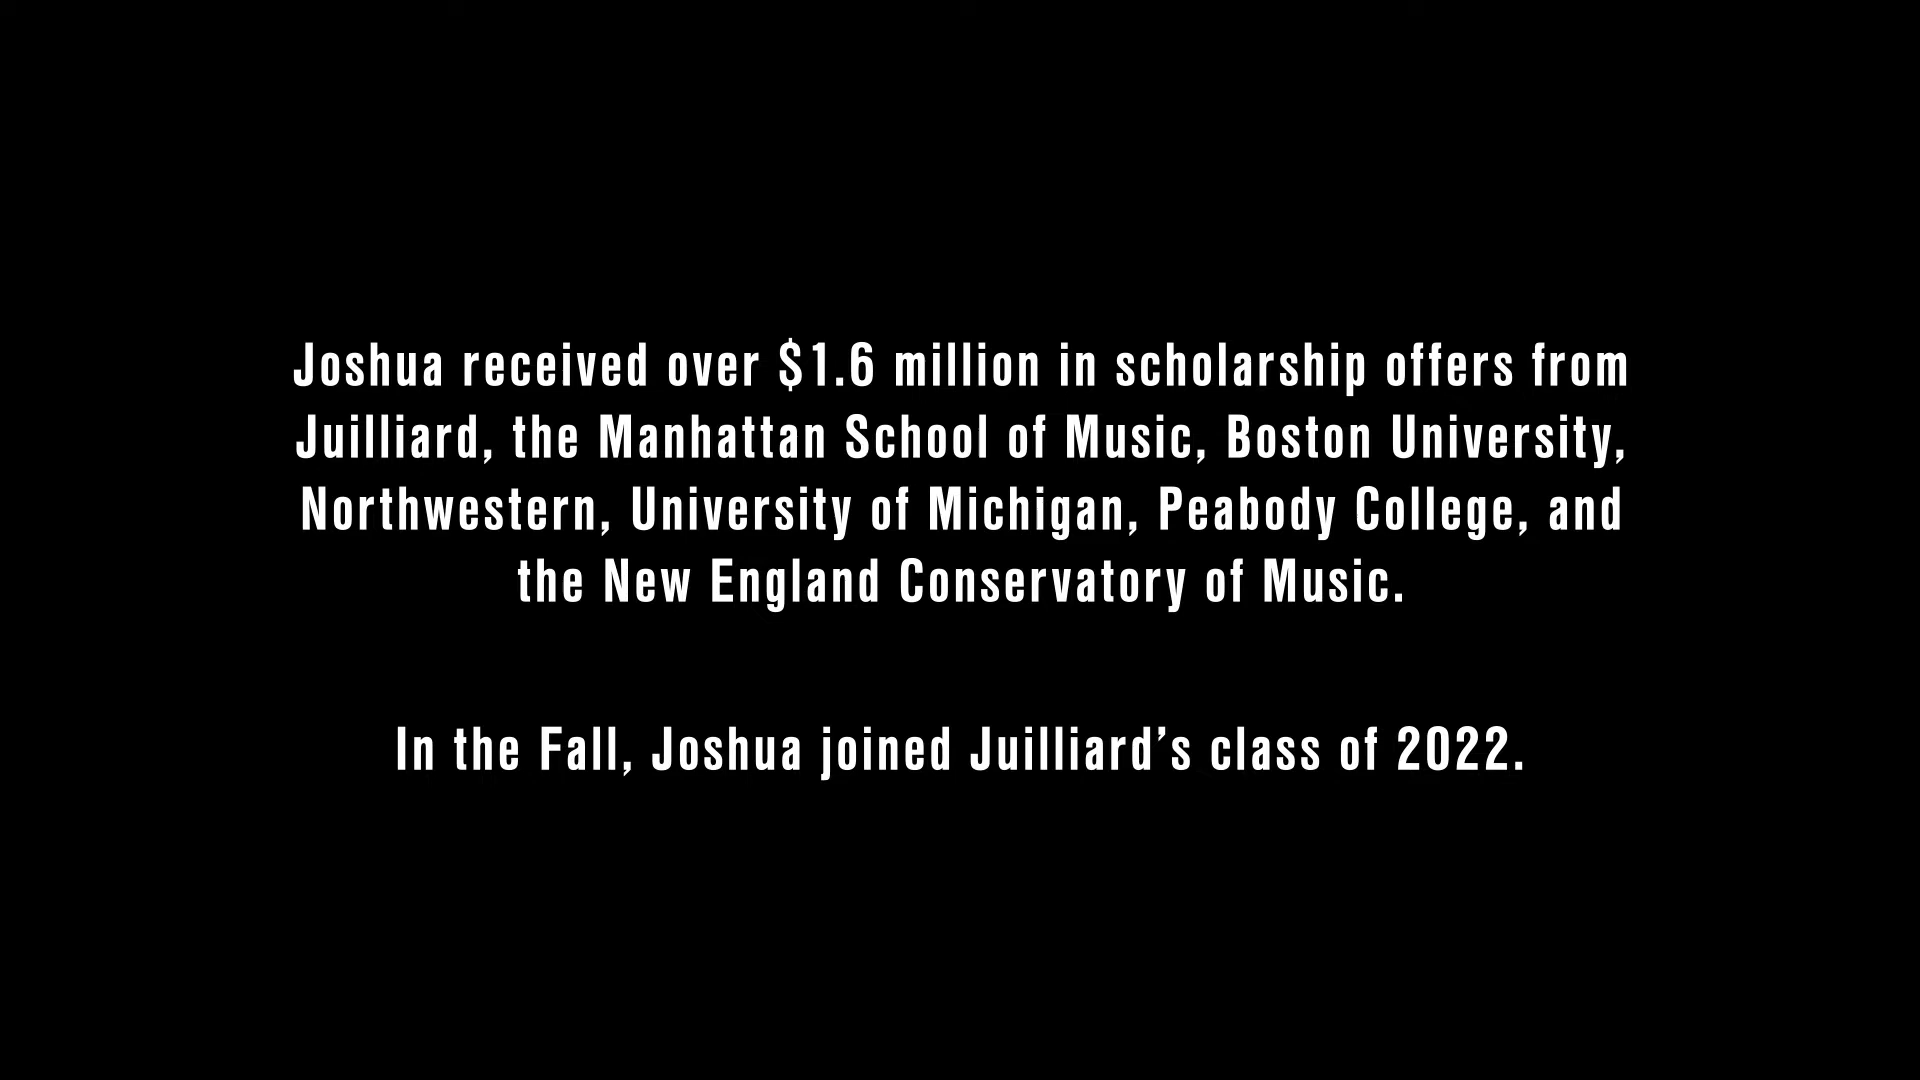 Joshua received over $1.6 million in scholarship offers from
Juilliard, the Manhattan School of Music, Boston University,
Northwestern, University of Michigan, Peabody College, and
the New England Conservatory of Music.
In the Fall, Joshua joined Juilliard’s class of 2022.